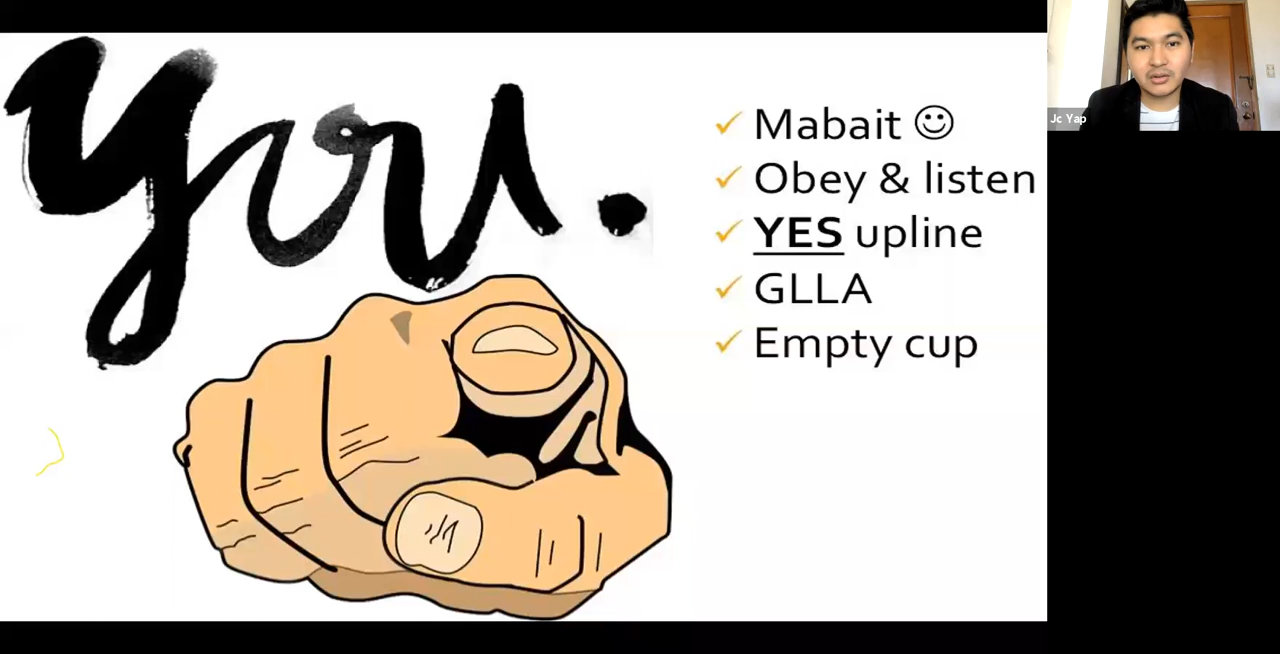 you.
Mabait ☺
Obey & listen
YES upline
GLLA
Empty cup
Jc Yap